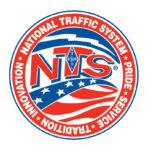 NATIONAL TRAFFIC SYSTEM • PRIDE • SERVICE • TRADITION • INNOVATION •
NTS